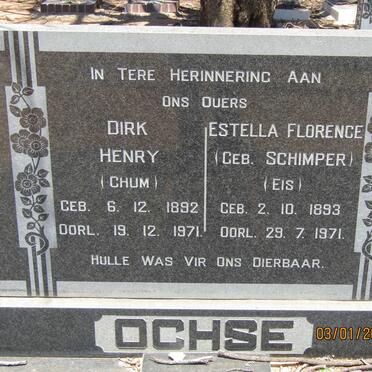 IN TERE HERINNERING AAN
ONS OUERS
DIRK
HENRY
(CHUM)
GEB. 6. 12. 1892
OORL. 19. 12. 1971.
ESTELLA FLORENCE
(GEB. SCHIMPER)
(EIS)
GEB. 2. 10. 1893
OORL. 29. 7. 1971.
HULLE WAS VIR ONS DIERBAAR.
OCHSE
03/01/2